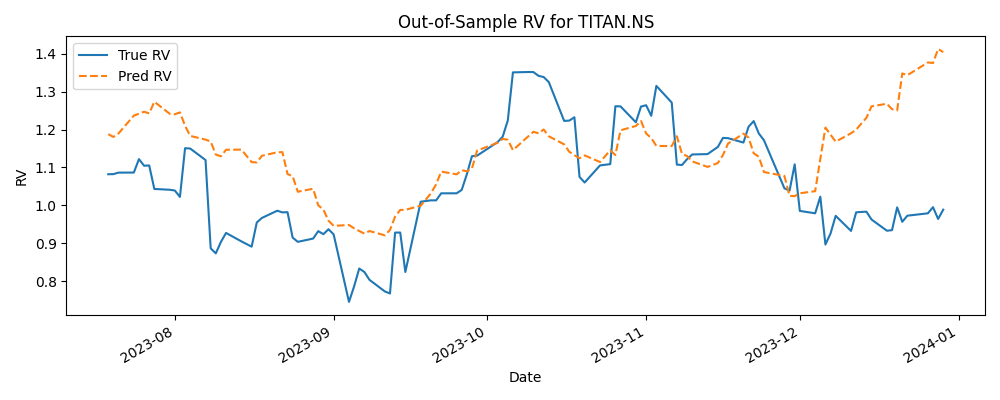 Out-of-Sample RV for TITAN.NS
True RV
Pred RV
RV
1.4
1.3
1.2
1.1
1.0
0.9
0.8
2023-08
2023-09
2023-10
2023-11
2023-12
2024-01
Date